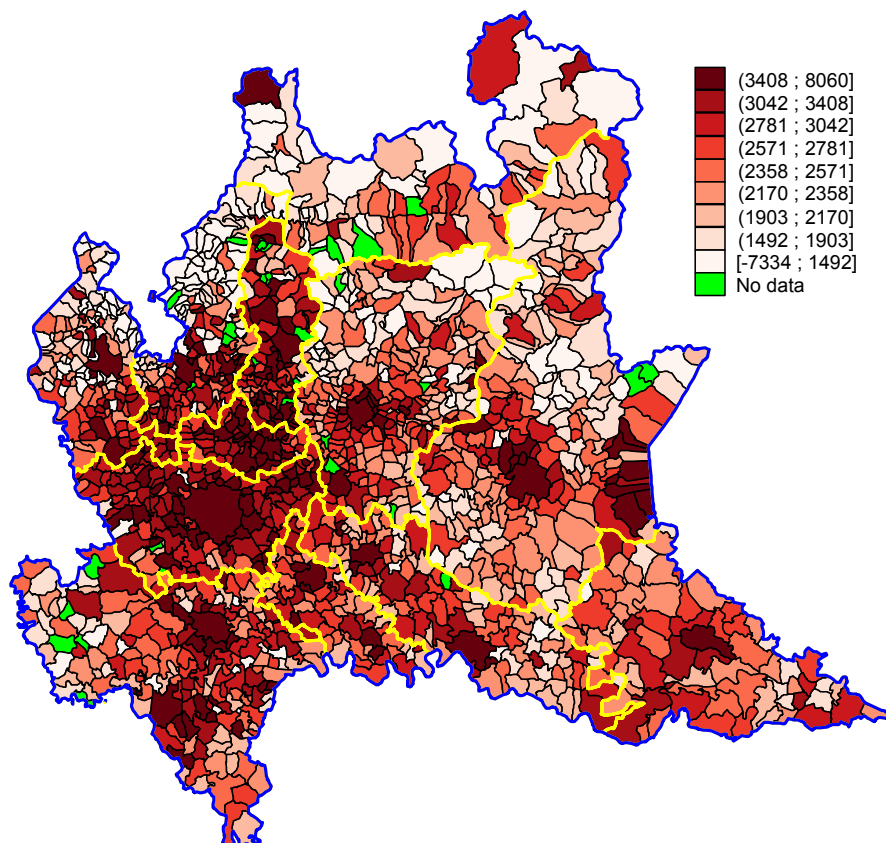 (3408 ; 8060]
(3042 ; 3408]
(2781 ; 3042]
(2571 ; 2781]
(2358 ; 2571]
(2170 ; 2358]
(1903 ; 2170]
(1492 ; 1903]
[-7334 ; 1492]
No data